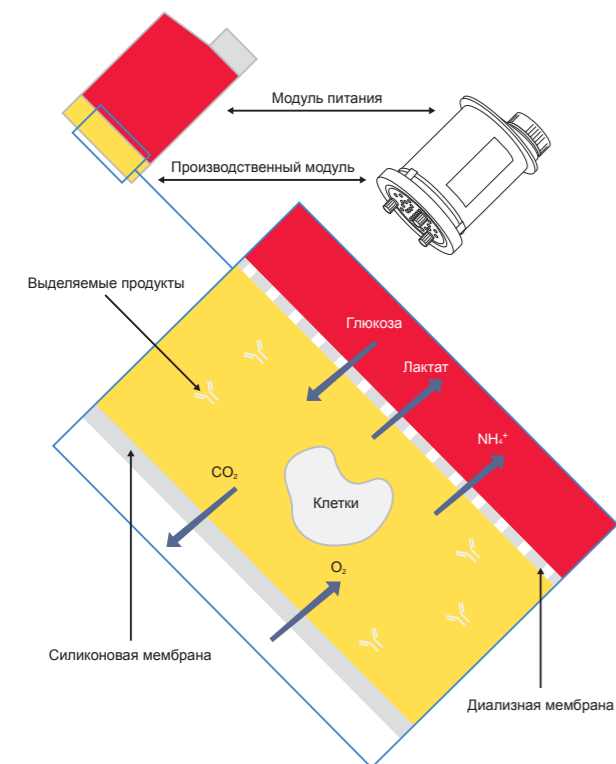 Модуль питания
Производственный модуль
Выделяемые продукты
Глюкоза
Лактат
NH₄⁺
CO₂
Клетки
O₂
Силиконовая мембрана
Диализная мембрана